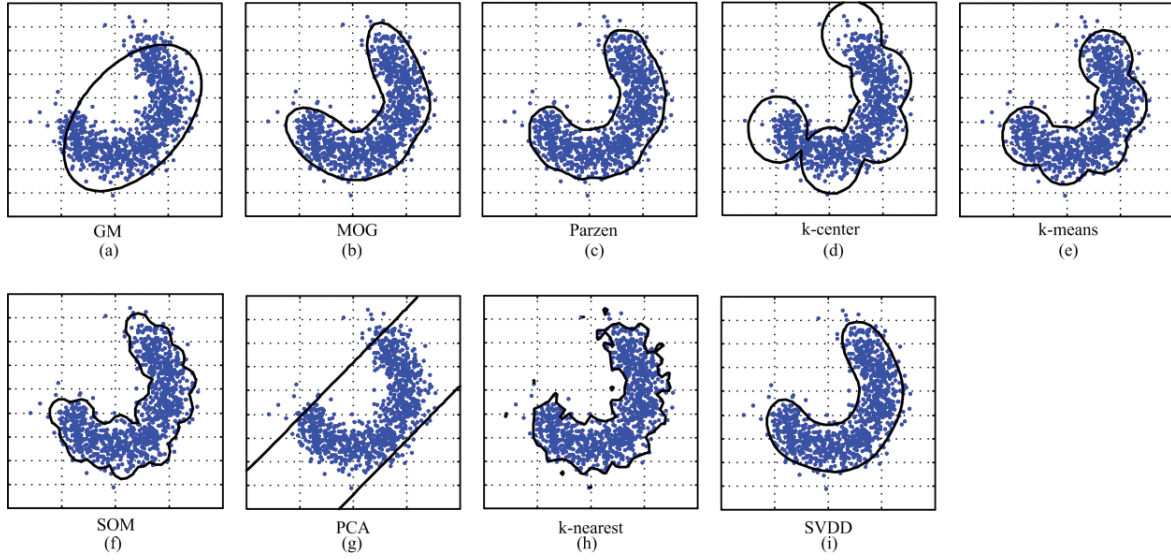 GM
(a)
MOG
(b)
Parzen
(c)
k-center
(d)
k-means
(e)
SOM
(f)
PCA
(g)
k-nearest
(h)
SVDD
(i)